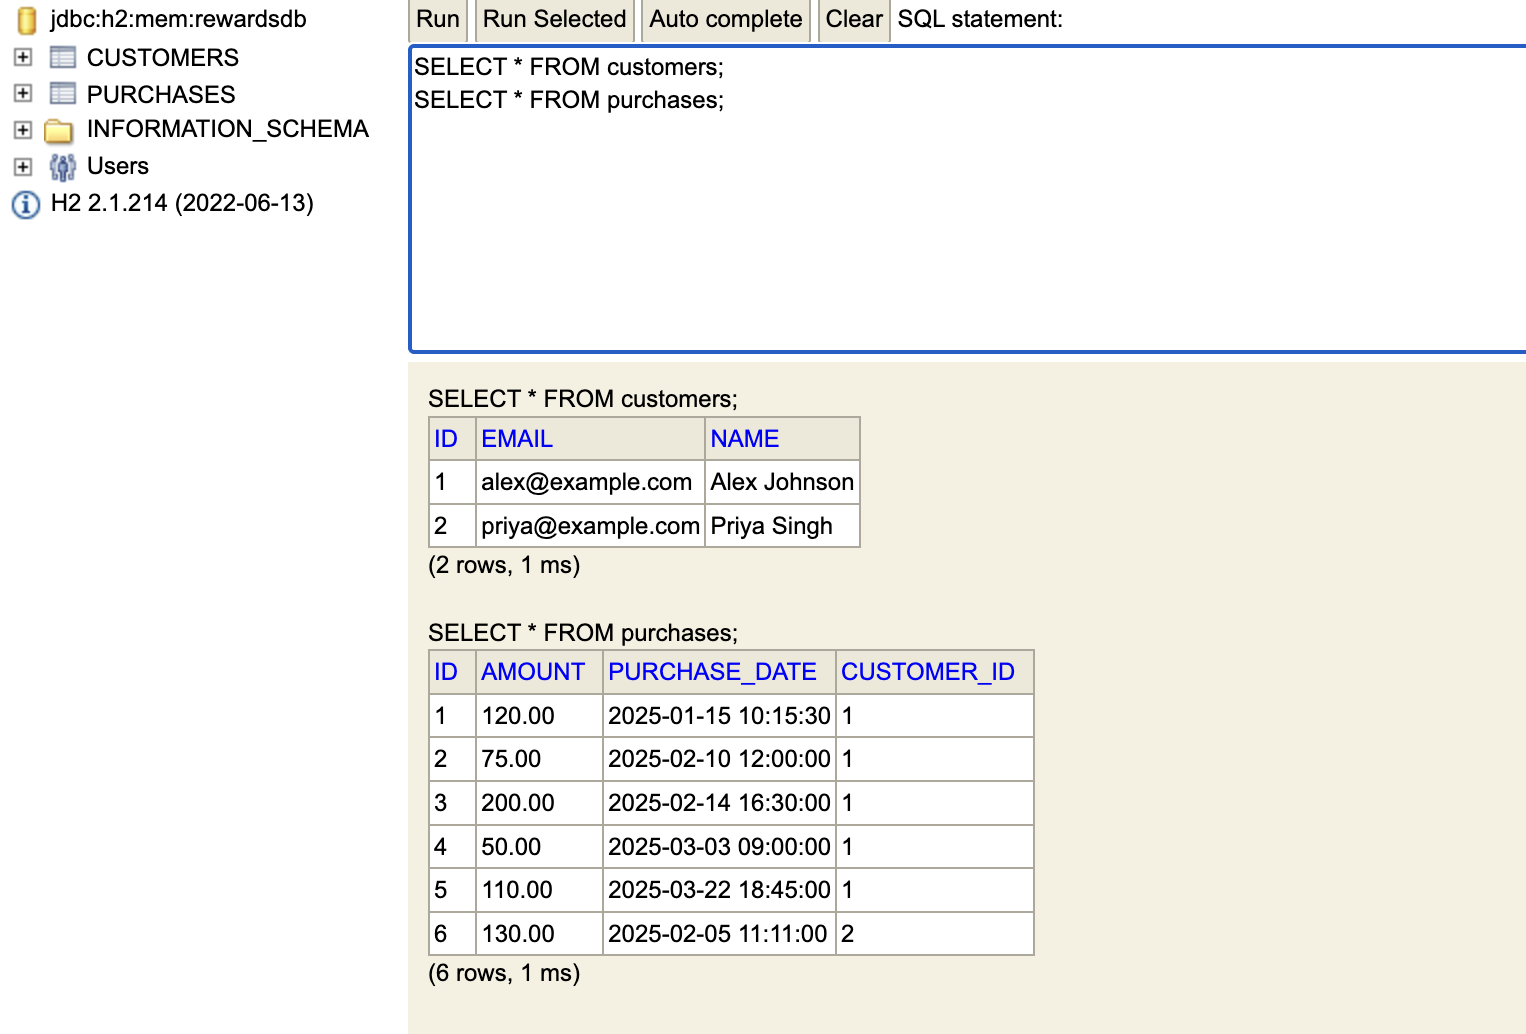 jdbc:h2:mem:rewardsdb
CUSTOMERS
PURCHASES
INFORMATION_SCHEMA
Users
H2 2.1.214 (2022-06-13)
Run Run Selected Auto complete Clear SQL statement:
SELECT * FROM customers;
SELECT * FROM purchases;
SELECT * FROM customers;
ID EMAIL NAME
1 alex@example.com Alex Johnson
2 priya@example.com Priya Singh
(2 rows, 1 ms)
SELECT * FROM purchases;
ID AMOUNT PURCHASE_DATE CUSTOMER_ID
1 120.00 2025-01-15 10:15:30 1
2 75.00 2025-02-10 12:00:00 1
3 200.00 2025-02-14 16:30:00 1
4 50.00 2025-03-03 09:00:00 1
5 110.00 2025-03-22 18:45:00 1
6 130.00 2025-02-05 11:11:00 2
(6 rows, 1 ms)